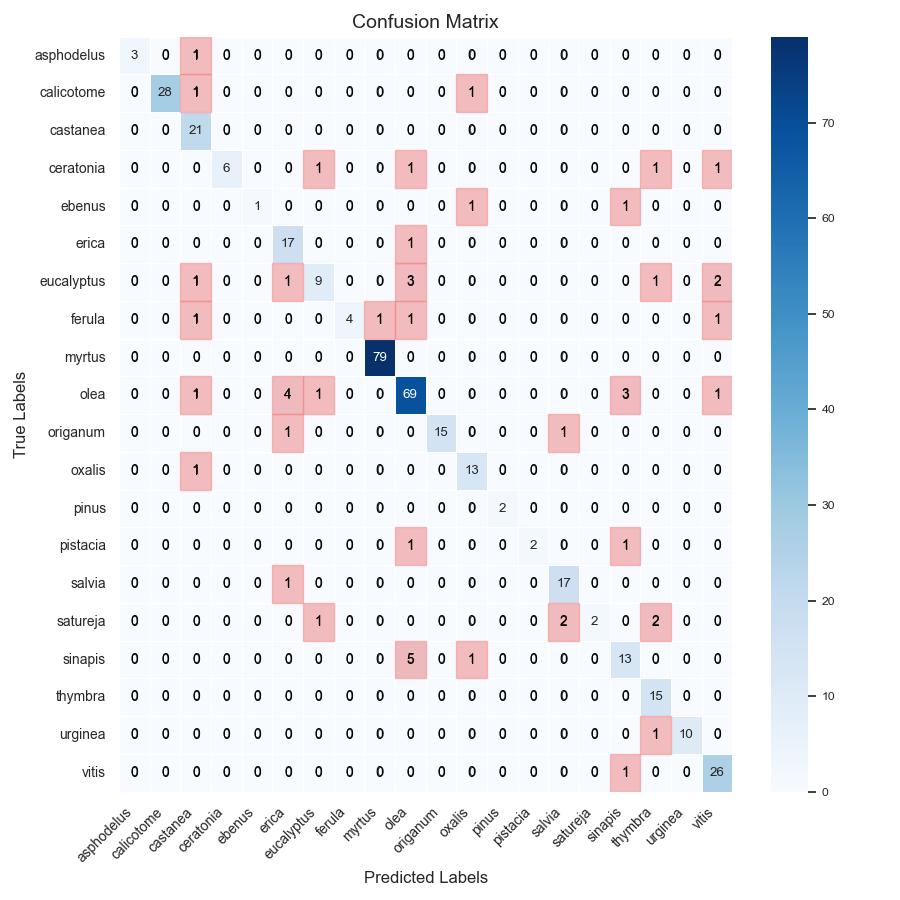 Confusion Matrix
asphodelus 3 0 1 0 0 0 0 0 0 0 0 0 0 0 0 0 0 0 0 0
calicotome 0 28 1 0 0 0 0 0 0 0 0 1 0 0 0 0 0 0 0 0
castanea 0 0 21 0 0 0 0 0 0 0 0 0 0 0 0 0 0 0 0 0
ceratonia 0 0 0 6 0 0 1 0 0 1 0 0 0 0 0 0 0 1 0 1
ebenus 0 0 0 0 1 0 0 0 0 0 0 1 0 0 0 0 1 0 0 0
erica 0 0 0 0 0 17 0 0 0 1 0 0 0 0 0 0 0 0 0 0
eucalyptus 0 0 1 0 0 1 9 0 0 3 0 0 0 0 0 0 0 1 0 2
ferula 0 0 1 0 0 0 0 4 1 1 0 0 0 0 0 0 0 0 0 1
myrtus 0 0 0 0 0 0 0 0 79 0 0 0 0 0 0 0 0 0 0 0
olea 0 0 1 0 0 4 1 0 0 69 0 0 0 0 0 0 3 0 0 1
origanum 0 0 0 0 0 1 0 0 0 0 15 0 0 0 1 0 0 0 0 0
oxalis 0 0 1 0 0 0 0 0 0 0 0 13 0 0 0 0 0 0 0 0
pinus 0 0 0 0 0 0 0 0 0 0 0 0 2 0 0 0 0 0 0 0
pistacia 0 0 0 0 0 0 0 0 0 1 0 0 0 2 0 0 1 0 0 0
salvia 0 0 0 0 0 1 0 0 0 0 0 0 0 0 17 0 0 0 0 0
satureja 0 0 0 0 0 0 1 0 0 0 0 0 0 0 2 2 0 2 0 0
sinapis 0 0 0 0 0 0 0 0 0 5 0 1 0 0 0 0 13 0 0 0
thymbra 0 0 0 0 0 0 0 0 0 0 0 0 0 0 0 0 0 15 0 0
urginea 0 0 0 0 0 0 0 0 0 0 0 0 0 0 0 0 0 1 10 0
vitis 0 0 0 0 0 0 0 0 0 0 0 0 0 0 0 0 1 0 0 26
asphodelus calicotome castanea ceratonia ebenus erica eucalyptus ferula myrtus olea origanum oxalis pinus pistacia salvia satureja sinapis thymbra urginea vitis
Predicted Labels
True Labels
70
60
50
40
30
20
10
0